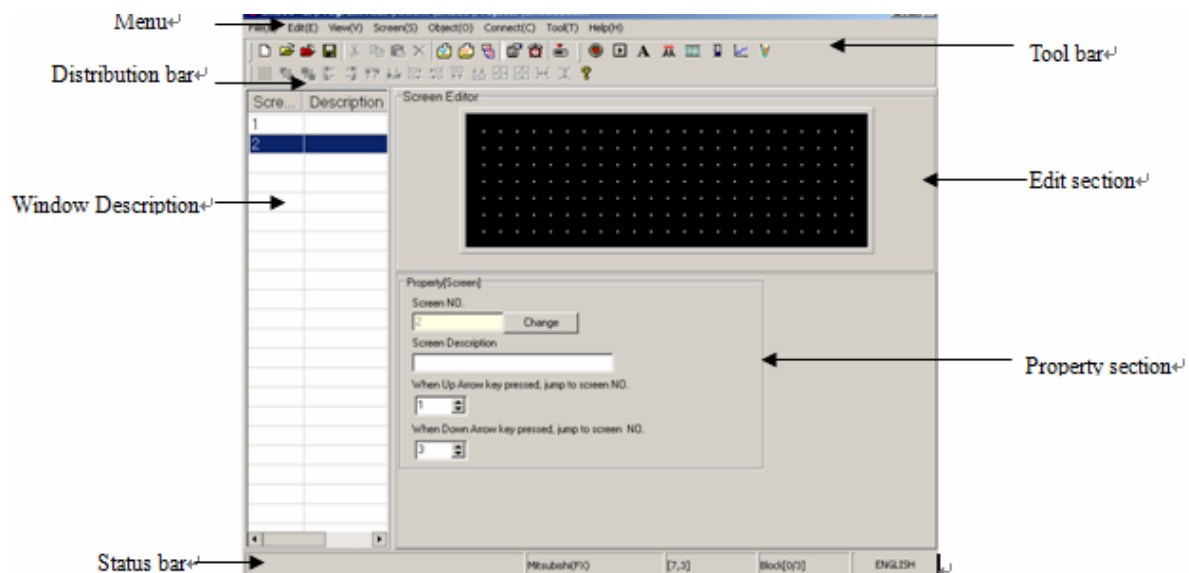 Menu
Edit(E) View(V) Screen(S) Object(O) Connect(C) Tool(T) Help(H)
Tool bar
Distribution bar
Scre... Description
Screen Editor
1
2
Edit section
Window Description
Property[Screen]
Screen NO.
2 Change
Screen Description
Property section
When Up Arrow key pressed, jump to screen NO.
1
When Down Arrow key pressed, jump to screen NO.
3
Status bar
Mitsubishi(FX) [7,3] Block[0/3] ENGLISH